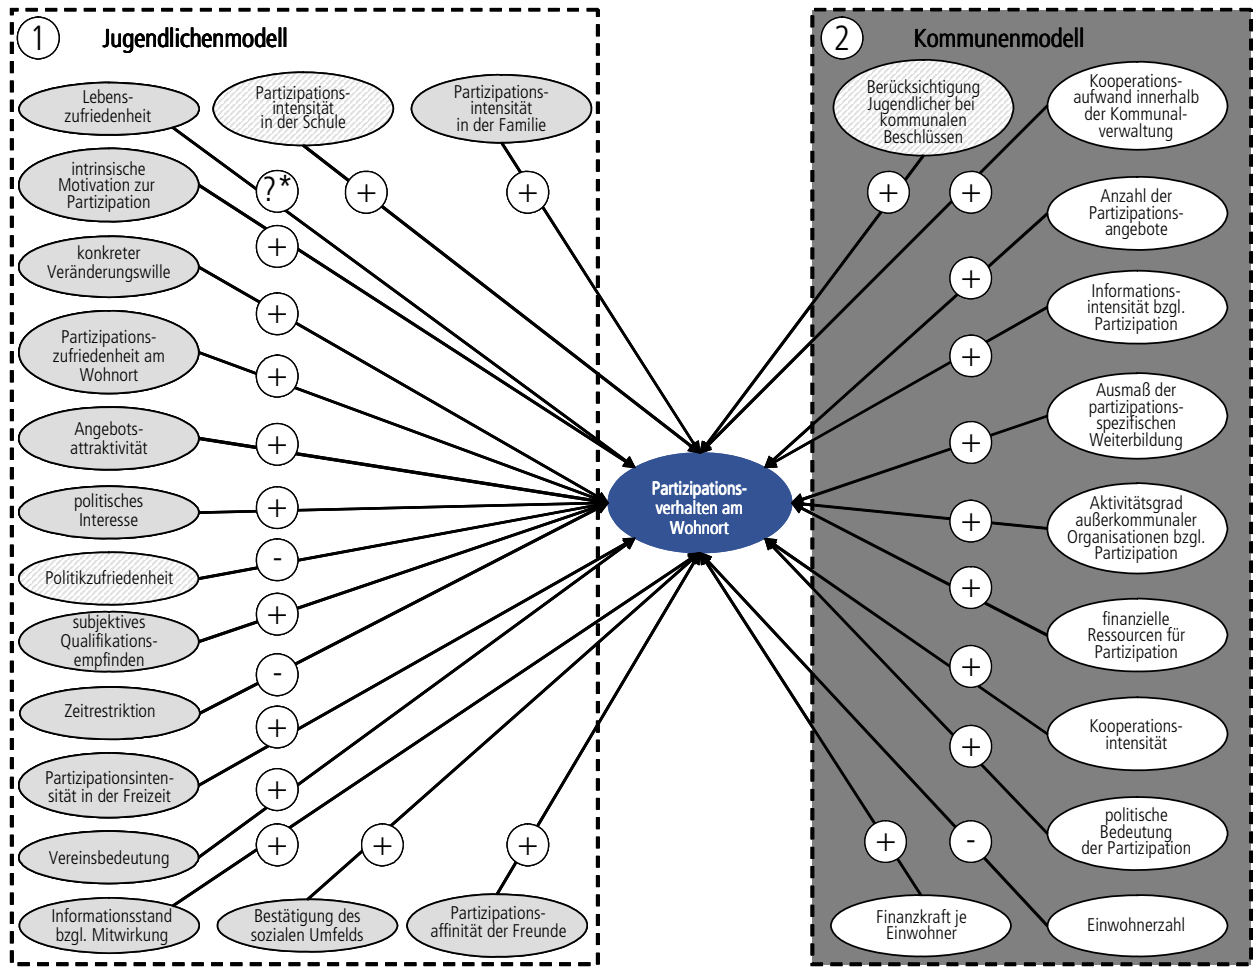 1
Jugendlichenmodell
Lebens-
zufriedenheit
Partizipations-
intensität
in der Schule
Partizipations-
intensität
in der Familie
intrinsische
Motivation zur
Partizipation
konkreter
Veränderungswille
Partizipations-
zufriedenheit am
Wohnort
Angebots-
attraktivität
politisches
Interesse
Politikzufriedenheit
subjektives
Qualifikations-
empfinden
Zeitrestriktion
Partizipationsinten-
sität in der Freizeit
Vereinsbedeutung
Informationsstand
bzgl. Mitwirkung
Bestätigung des
sozialen Umfelds
Partizipations-
affinität der Freunde
?*
+
+
+
+
+
+
+
-
+
-
+
+
+
+
+
Partizipations-
verhalten am
Wohnort
2
Kommunenmodell
Berücksichtigung
Jugendlicher bei
kommunalen
Beschlüssen
Kooperations-
aufwand innerhalb
der Kommunal-
verwaltung
Anzahl der
Partizipations-
angebote
Informations-
intensität bzgl.
Partizipation
Ausmaß der
partizipations-
spezifischen
Weiterbildung
Aktivitätsgrad
außerkommunaler
Organisationen bzgl.
Partizipation
finanzielle
Ressourcen für
Partizipation
Kooperations-
intensität
politische
Bedeutung
der Partizipation
Finanzkraft je
Einwohner
Einwohnerzahl
+
+
+
+
+
+
+
+
+
+
-